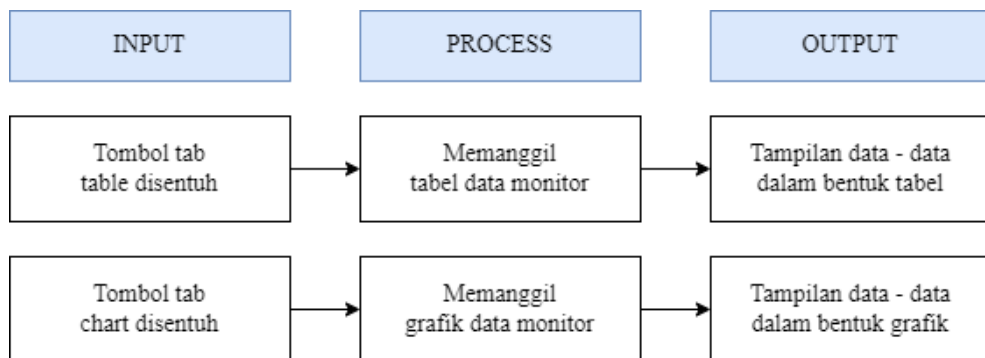 INPUT
PROCESS
OUTPUT
Tombol tab
table disentuh
Memanggil
tabel data monitor
Tampilan data - data
dalam bentuk tabel
Tombol tab
chart disentuh
Memanggil
grafik data monitor
Tampilan data - data
dalam bentuk grafik